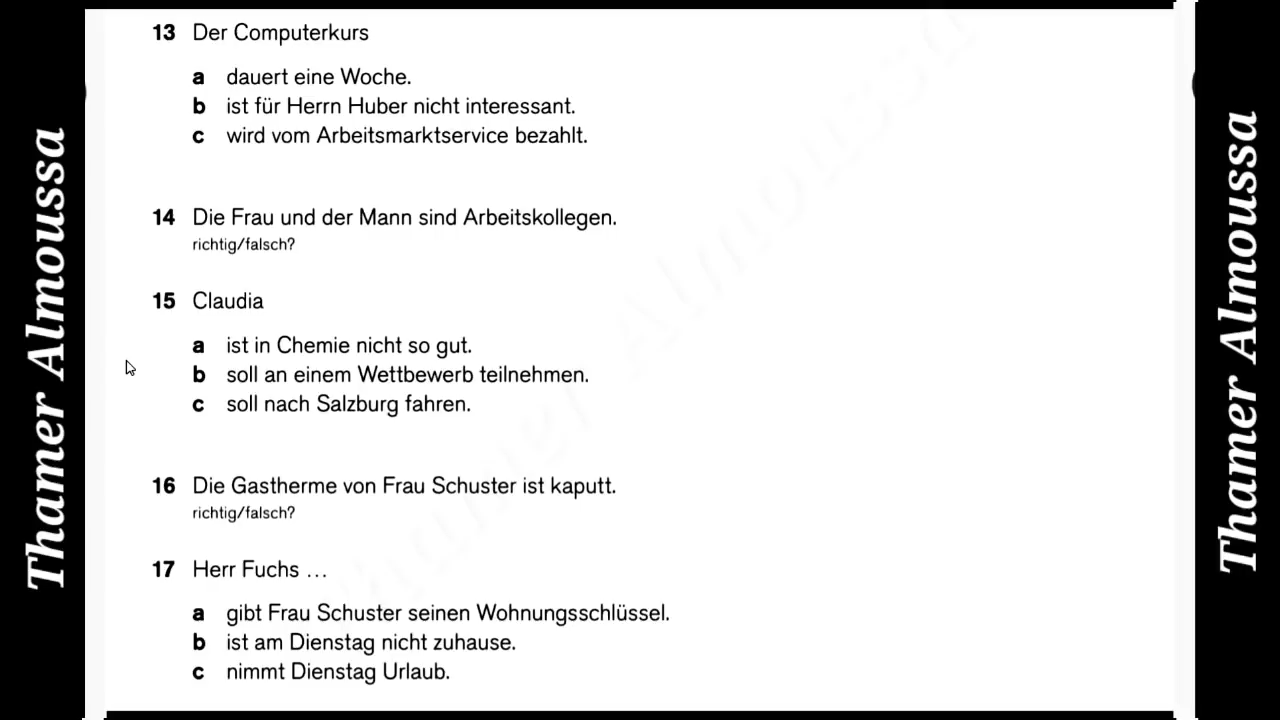 13 Der Computerkurs
a dauert eine Woche.
b ist für Herrn Huber nicht interessant.
c wird vom Arbeitsmarktservice bezahlt.
14 Die Frau und der Mann sind Arbeitskollegen.
richtig/falsch?
15 Claudia
a ist in Chemie nicht so gut.
b soll an einem Wettbewerb teilnehmen.
c soll nach Salzburg fahren.
16 Die Gastherme von Frau Schuster ist kaputt.
richtig/falsch?
17 Herr Fuchs ...
a gibt Frau Schuster seinen Wohnungsschlüssel.
b ist am Dienstag nicht zuhause.
c nimmt Dienstag Urlaub.
Thamer Almoussa
Thamer Almoussa
Thamer Almoussa